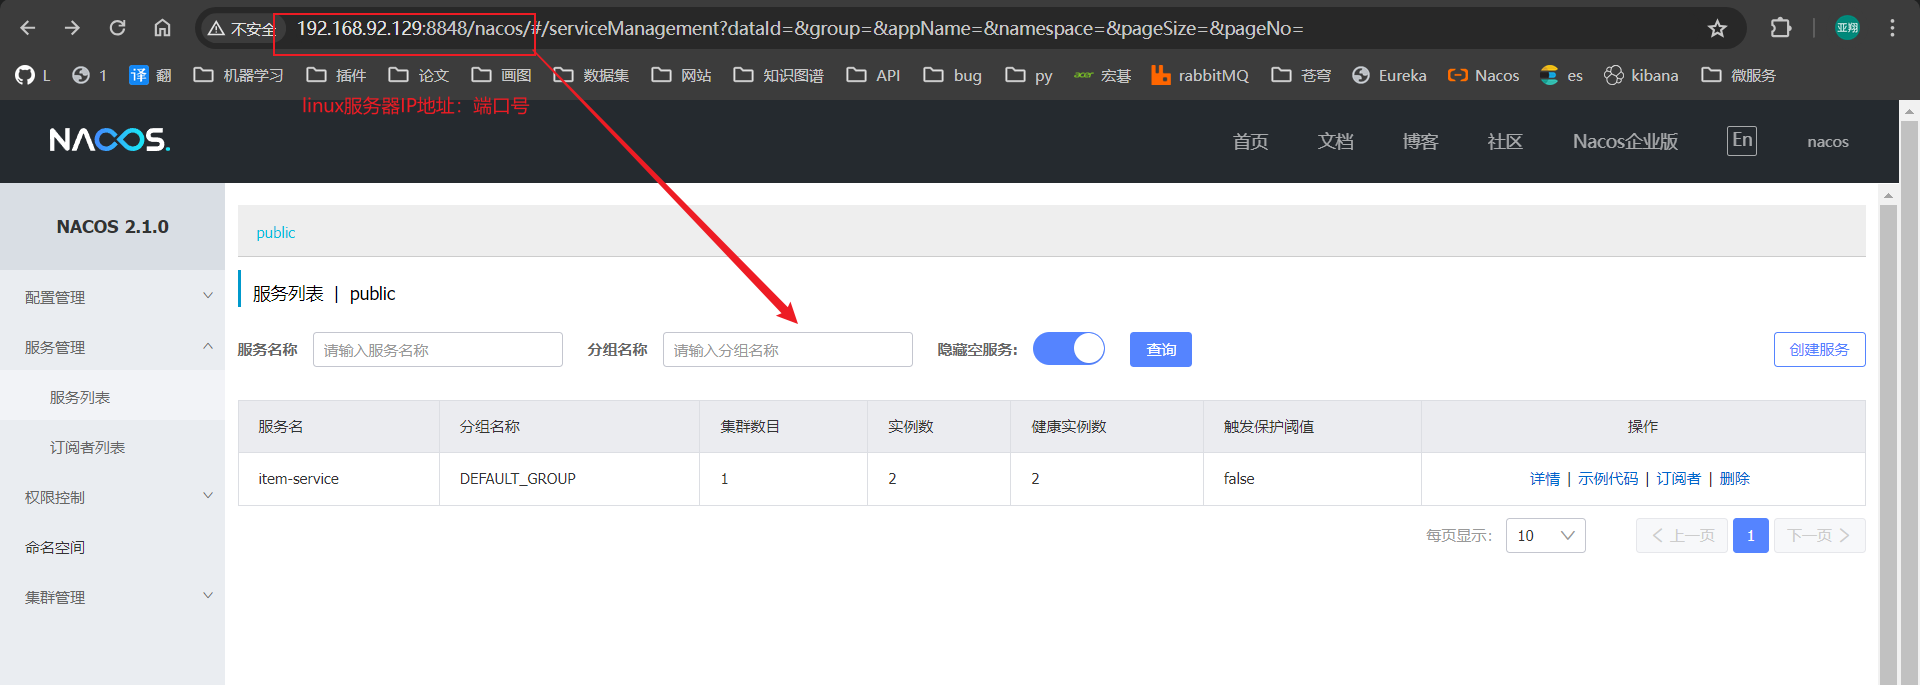 不安全 192.168.92.129:8848/nacos/#/serviceManagement?dataId=&group=&appName=&namespace=&pageSize=&pageNo= 亚翔
L 1 译 翻 机器学习 插件 论文 画图 数据集 网站 知识图谱 API bug py acer 宏碁 rabbitMQ 苍穹 Eureka Nacos es kibana 微服务
linux服务器IP地址：端口号
NACOS. 首页 文档 博客 社区 Nacos企业版 En nacos
NACOS 2.1.0
public
配置管理
服务列表 | public
服务管理
服务名称 请输入服务名称 分组名称 请输入分组名称 隐藏空服务: 查询 创建服务
服务列表
服务名 分组名称 集群数目 实例数 健康实例数 触发保护阈值 操作
订阅者列表
item-service DEFAULT_GROUP 1 2 2 false 详情 | 示例代码 | 订阅者 | 删除
权限控制
每页显示: 10 上一页 1 下一页
命名空间
集群管理